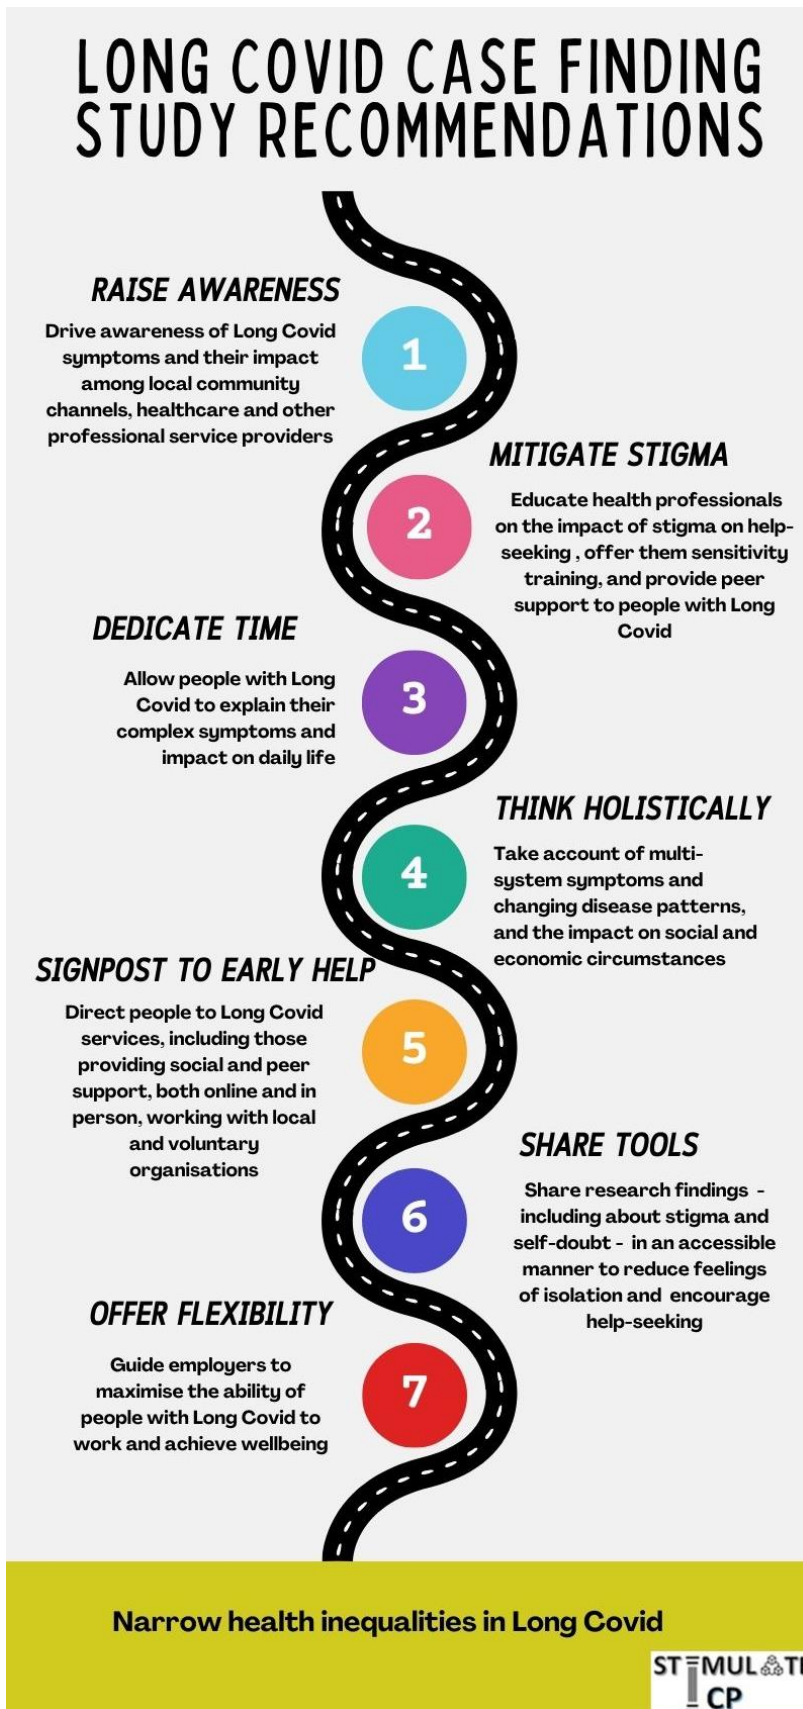 LONG COVID CASE FINDING
STUDY RECOMMENDATIONS
RAISE AWARENESS
Drive awareness of Long Covid
symptoms and their impact
among local community
channels, healthcare and other
professional service providers
1
MITIGATE STIGMA
Educate health professionals
on the impact of stigma on help-
seeking , offer them sensitivity
training, and provide peer
support to people with Long
Covid
2
DEDICATE TIME
Allow people with Long
Covid to explain their
complex symptoms and
impact on daily life
3
THINK HOLISTICALLY
Take account of multi-
system symptoms and
changing disease patterns,
and the impact on social and
economic circumstances
4
SIGNPOST TO EARLY HELP
Direct people to Long Covid
services, including those
providing social and peer
support, both online and in
person, working with local
and voluntary
organisations
5
SHARE TOOLS
Share research findings -
including about stigma and
self-doubt - in an accessible
manner to reduce feelings
of isolation and encourage
help-seeking
6
OFFER FLEXIBILITY
Guide employers to
maximise the ability of
people with Long Covid to
work and achieve wellbeing
7
Narrow health inequalities in Long Covid
CP